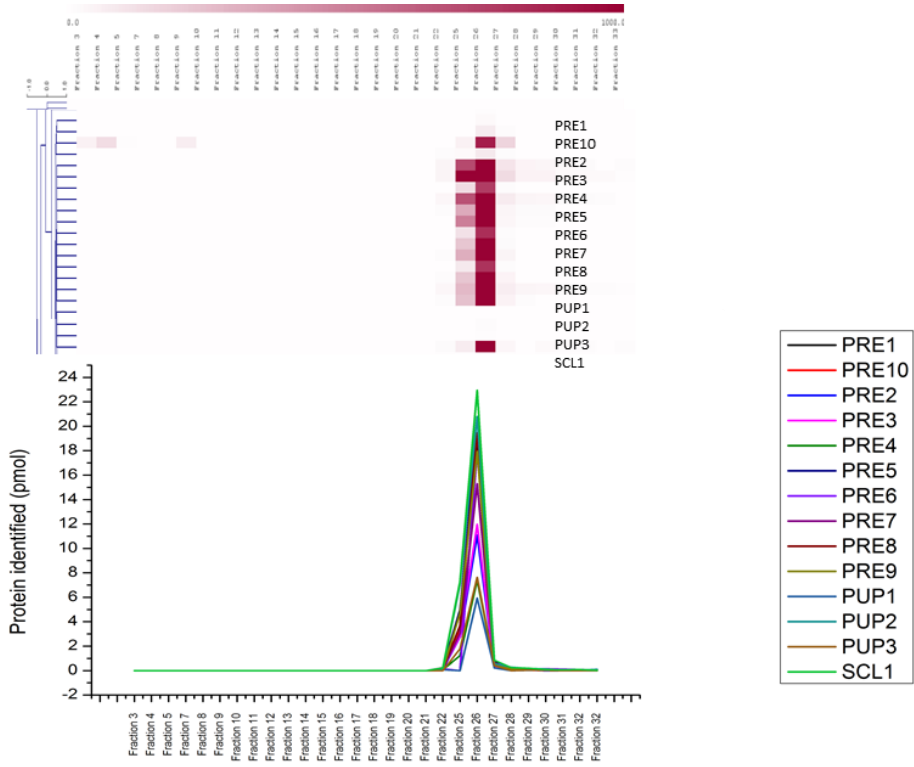 0.0
1000.0
Fraction 3
Fraction 4
Fraction 5
Fraction 7
Fraction 8
Fraction 9
Fraction 10
Fraction 11
Fraction 12
Fraction 13
Fraction 14
Fraction 15
Fraction 16
Fraction 17
Fraction 18
Fraction 19
Fraction 20
Fraction 21
Fraction 22
Fraction 25
Fraction 26
Fraction 27
Fraction 28
Fraction 29
Fraction 30
Fraction 31
Fraction 32
Fraction 33
PRE1
PRE10
PRE2
PRE3
PRE4
PRE5
PRE6
PRE7
PRE8
PRE9
PUP1
PUP2
PUP3
SCL1
Protein identified (pmol)
24
22
20
18
16
14
12
10
8
6
4
2
0
-2
Fraction 3
Fraction 4
Fraction 5
Fraction 7
Fraction 8
Fraction 9
Fraction 10
Fraction 11
Fraction 12
Fraction 13
Fraction 14
Fraction 15
Fraction 16
Fraction 17
Fraction 18
Fraction 19
Fraction 20
Fraction 21
Fraction 22
Fraction 25
Fraction 26
Fraction 27
Fraction 28
Fraction 29
Fraction 30
Fraction 31
Fraction 32
Fraction 32
PRE1
PRE10
PRE2
PRE3
PRE4
PRE5
PRE6
PRE7
PRE8
PRE9
PUP1
PUP2
PUP3
SCL1